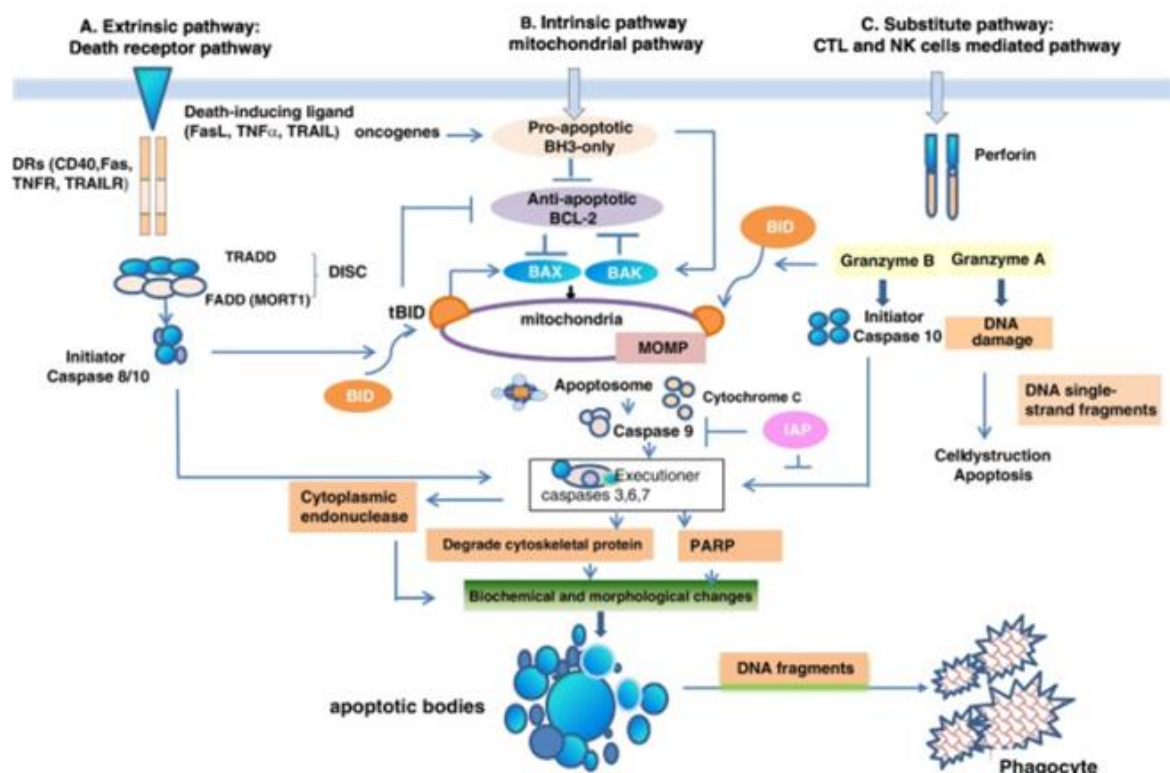 A. Extrinsic pathway:
Death receptor pathway
B. Intrinsic pathway
mitochondrial pathway
C. Substitute pathway:
CTL and NK cells mediated pathway
Death-inducing ligand
(FasL, TNFα, TRAIL)
oncogenes
Pro-apoptotic
BH3-only
DRs (CD40,Fas,
TNFR, TRAILR)
Perforin
Anti-apoptotic
BCL-2
BID
TRADD
DISC
FADD (MORT1)
BAX
BAK
Granzyme B
Granzyme A
tBID
mitochondria
MOMP
Initiator
Caspase 10
DNA
damage
Initiator
Caspase 8/10
BID
Apoptosome
Cytochrome C
Caspase 9
IAP
DNA single-
strand fragments
Celldystruction
Apoptosis
Executioner
caspases 3,6,7
Cytoplasmic
endonuclease
Degrade cytoskeletal protein
PARP
Biochemical and morphological changes
DNA fragments
apoptotic bodies
Phagocyte